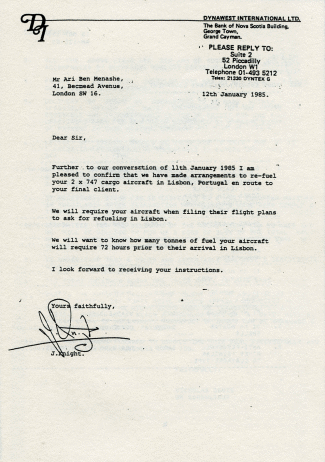 DI
DYNAWEST INTERNATIONAL LTD.
The Bank of Nova Scotia Building,
George Town,
Grand Cayman.
PLEASE REPLY TO:
Suite 2
52 Piccadilly
London W1
Telephone 01-493 5212
Telex: 21330 DYNTEX G
Mr Ari Ben Menashe,
41, Becmead Avenue,
London SW 16.
12th January 1985.
Dear Sir,
Further to our conversation of 11th January 1985 I am
pleased to confirm that we have made arrangements to re-fuel
your 2 x 747 cargo aircraft in Lisbon, Portugal en route to
your final client.
We will require your aircraft when filing their flight plans
to ask for refueling in Lisbon.
We will want to know how many tonnes of fuel your aircraft
will require 72 hours prior to their arrival in Lisbon.
I look forward to receiving your instructions.
Yours faithfully,
J.Knight.